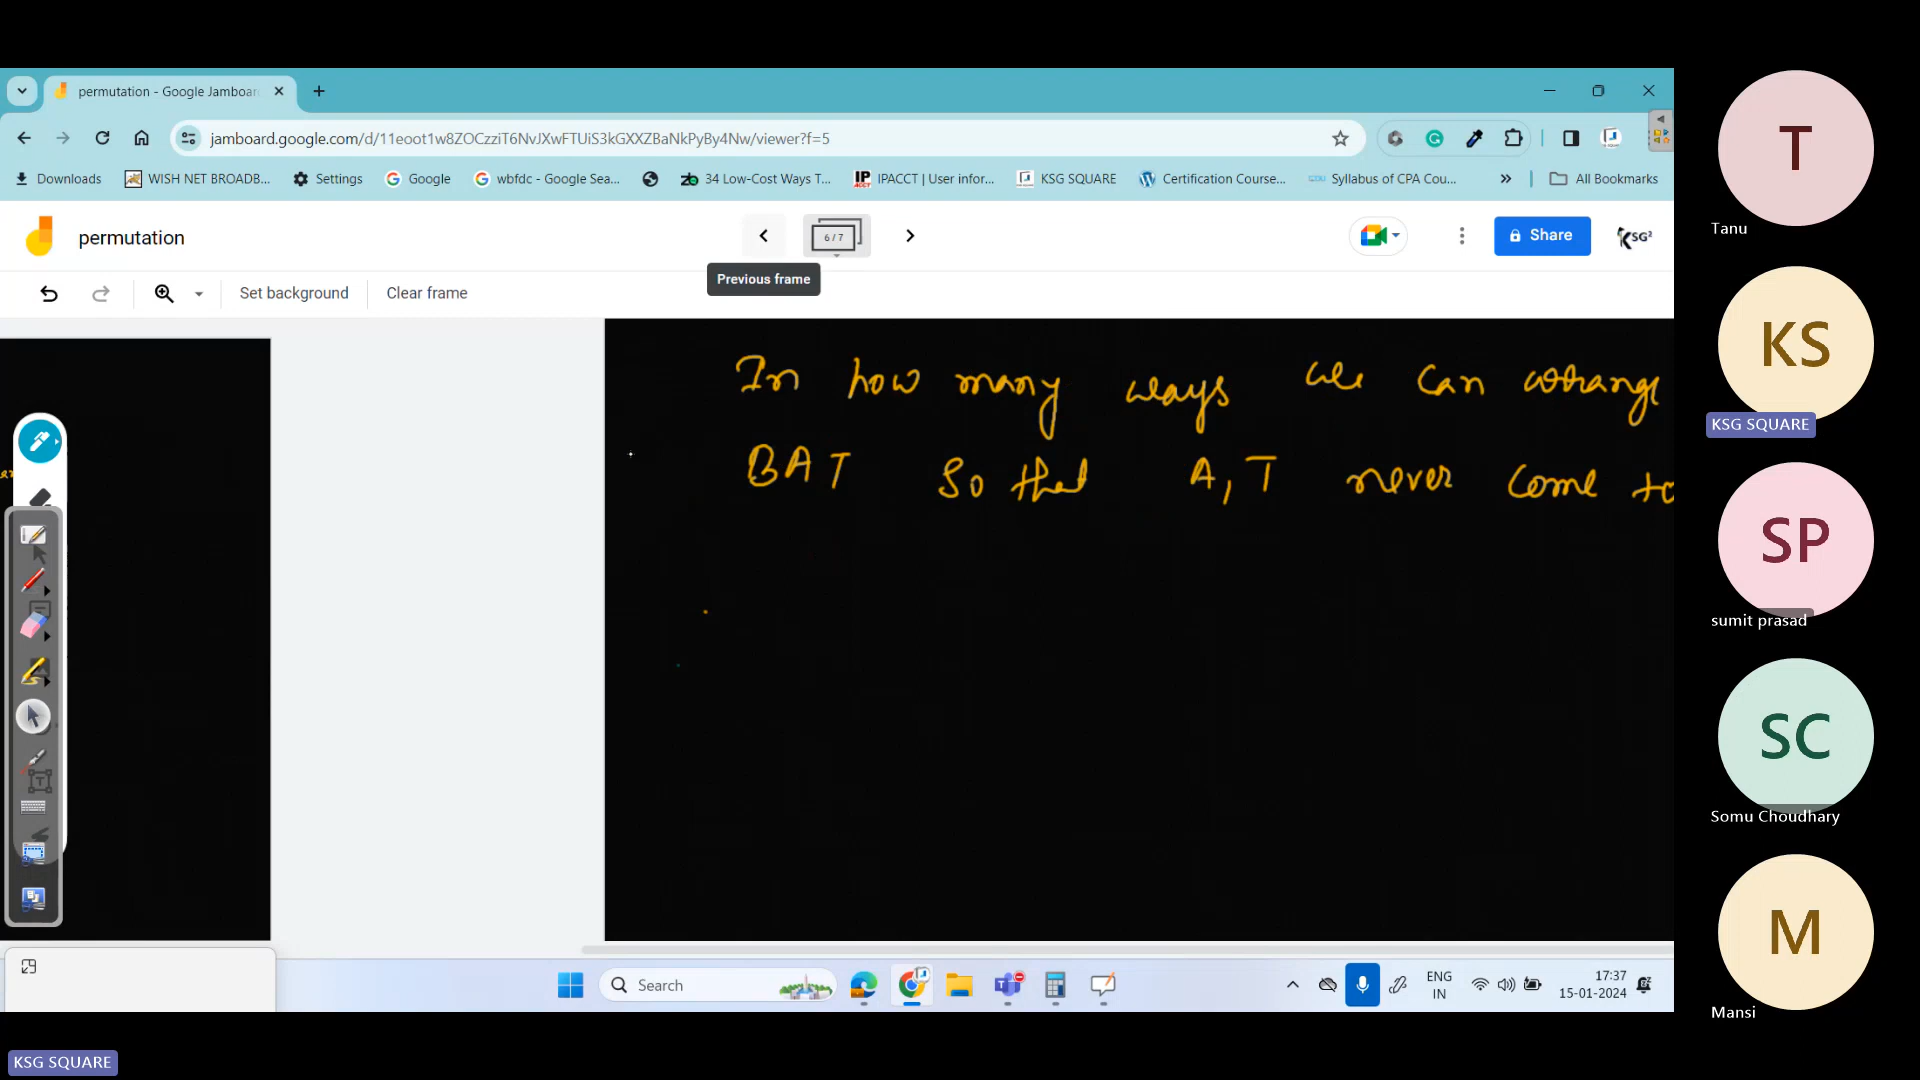 permutation - Google Jamboar
jamboard.google.com/d/11eoot1w8ZOCzziT6NvJXwFTUiS3kGXXZBaNkPyBy4Nw/viewer?f=5
Downloads WISH NET BROADB... Settings Google wbfdc - Google Sea... 34 Low-Cost Ways T... IP IPACCT | User infor... KSG SQUARE Certification Course... Syllabus of CPA Cou... » All Bookmarks
permutation
6 / 7
Share
KSG²
Previous frame
Set background Clear frame
In how many ways we can
BAT So that A, T never come to
Search
ENG
IN
17:37
15-01-2024
T
Tanu
KS
KSG SQUARE
SP
sumit prasad
SC
Somu Choudhary
M
Mansi
KSG SQUARE